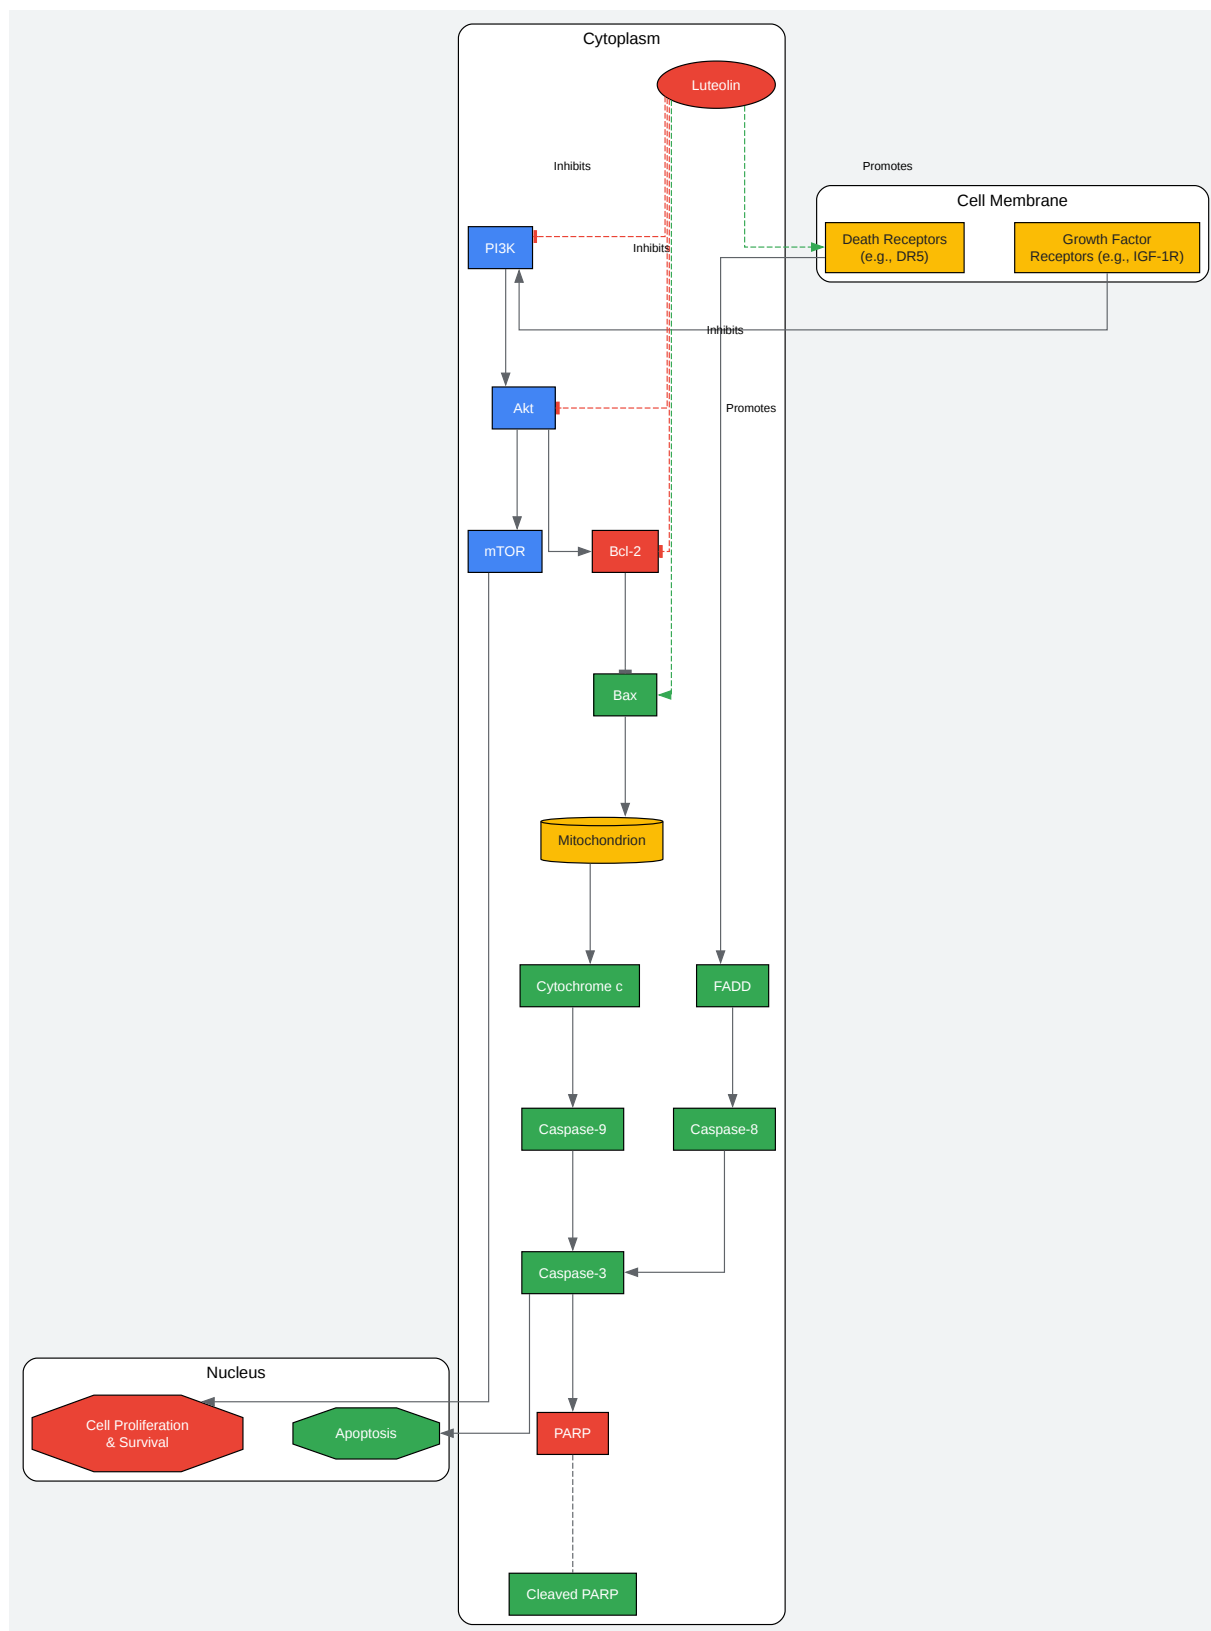 Cytoplasm
Luteolin
Inhibits
Promotes
Cell Membrane
PI3K
Inhibits
Death Receptors
(e.g., DR5)
Growth Factor
Receptors (e.g., IGF-1R)
Inhibits
Akt
Promotes
mTOR
Bcl-2
Bax
Mitochondrion
Cytochrome c
FADD
Caspase-9
Caspase-8
Caspase-3
Nucleus
Cell Proliferation
& Survival
Apoptosis
PARP
Cleaved PARP